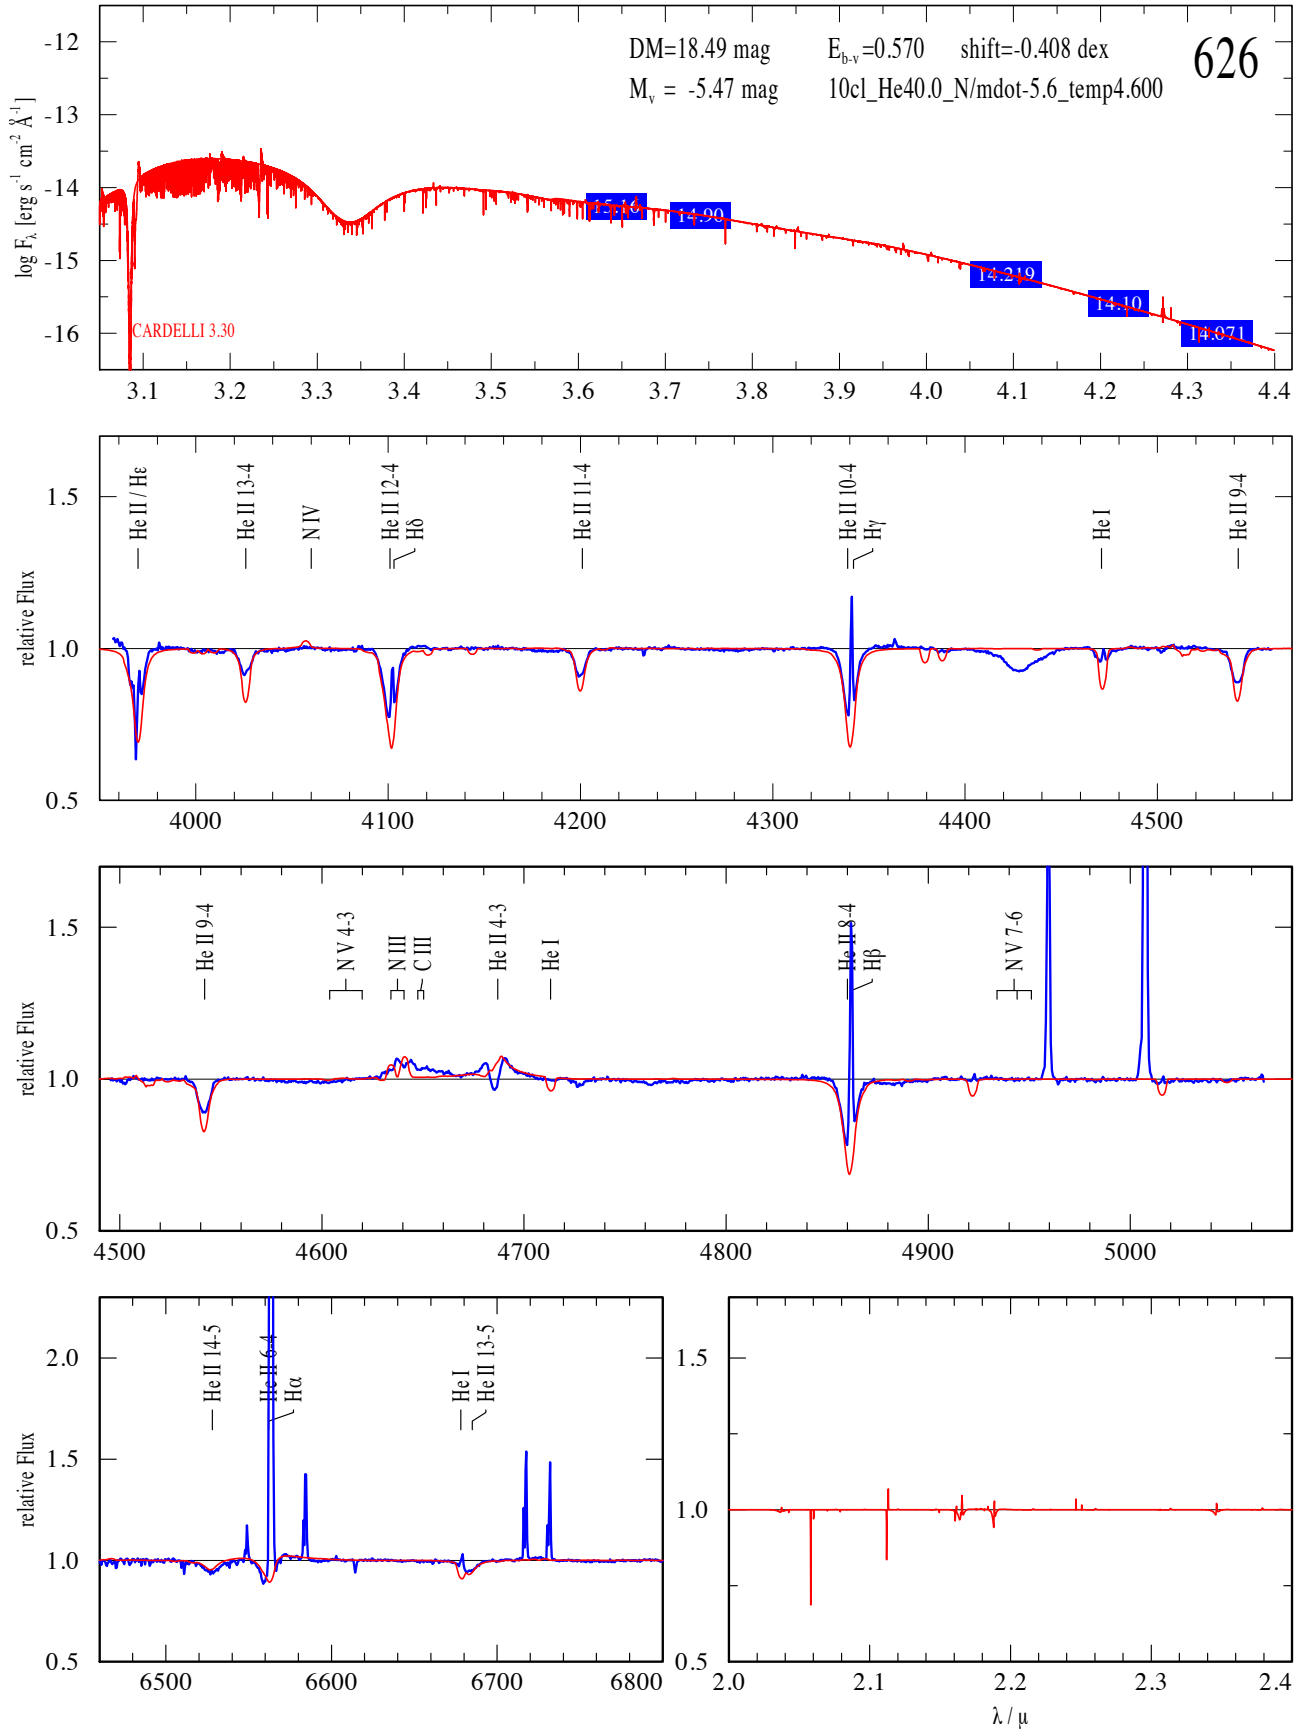 626
DM=18.49 mag E_b-v=0.570 shift=-0.408 dex
M_v = -5.47 mag 10cl_He40.0_N/mdot-5.6_temp4.600
log F_λ [erg s⁻¹ cm⁻² Å⁻¹]
-12
-13
-14
-15
-16
15.16
14.90
14.219
14.10
14.071
CARDELLI 3.30
3.1 3.2 3.3 3.4 3.5 3.6 3.7 3.8 3.9 4.0 4.1 4.2 4.3 4.4
relative Flux
1.5
1.0
0.5
He II / Hε
He II 13-4
N IV
He II 12-4
Hδ
He II 11-4
He II 10-4
Hγ
He I
He II 9-4
4000 4100 4200 4300 4400 4500
relative Flux
1.5
1.0
0.5
He II 9-4
N V 4-3
N III
C III
He II 4-3
He I
He II 8-4
Hβ
N V 7-6
4500 4600 4700 4800 4900 5000
relative Flux
2.0
1.5
1.0
0.5
He II 14-5
He II 6-4
Hα
He I
He II 13-5
6500 6600 6700 6800
1.5
1.0
0.5
2.0 2.1 2.2 2.3 2.4
λ / μ